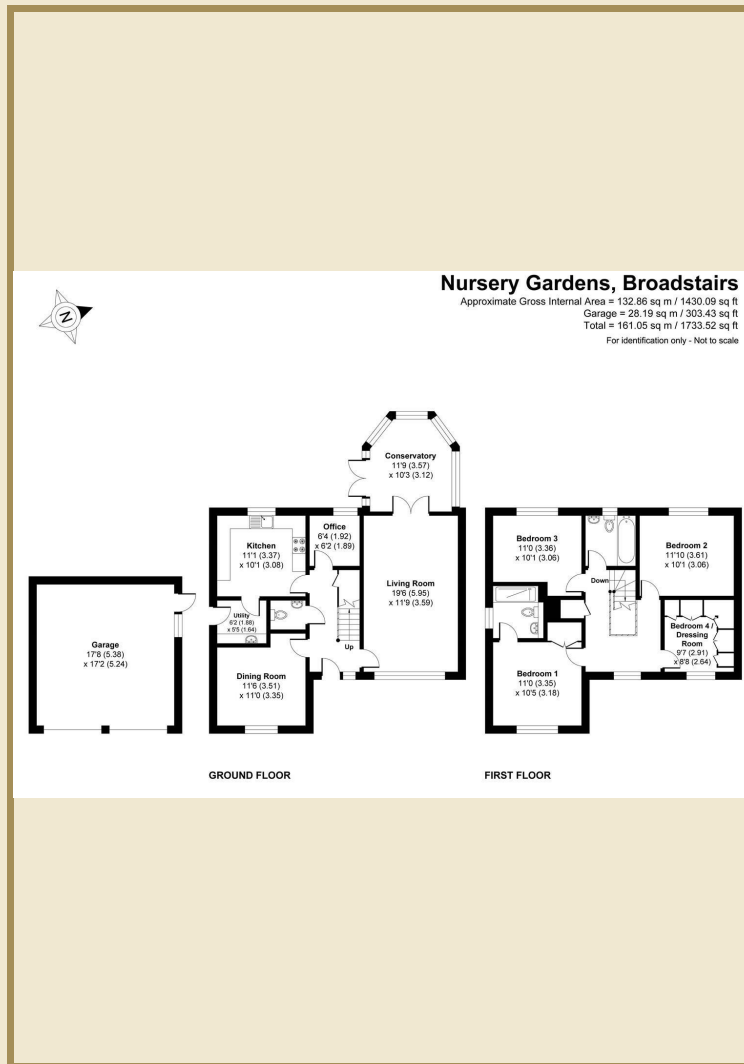 Nursery Gardens, Broadstairs
Approximate Gross Internal Area = 132.86 sq m / 1430.09 sq ft
Garage = 28.19 sq m / 303.43 sq ft
Total = 161.05 sq m / 1733.52 sq ft
For identification only - Not to scale
N
Conservatory
11'9 (3.57)
x 10'3 (3.12)
Kitchen
11'1 (3.37)
x 10'1 (3.08)
Office
6'4 (1.92)
x 6'2 (1.89)
Living Room
19'6 (5.95)
x 11'9 (3.59)
Utility
6'2 (1.88)
x 5'5 (1.64)
Up
Dining Room
11'6 (3.51)
x 11'0 (3.35)
Garage
17'8 (5.38)
x 17'2 (5.24)
Bedroom 3
11'0 (3.36)
x 10'1 (3.06)
Bedroom 2
11'10 (3.61)
x 10'1 (3.06)
Down
Bedroom 4 /
Dressing
Room
9'7 (2.91)
x 8'8 (2.64)
Bedroom 1
11'0 (3.35)
x 10'5 (3.18)
GROUND FLOOR
FIRST FLOOR